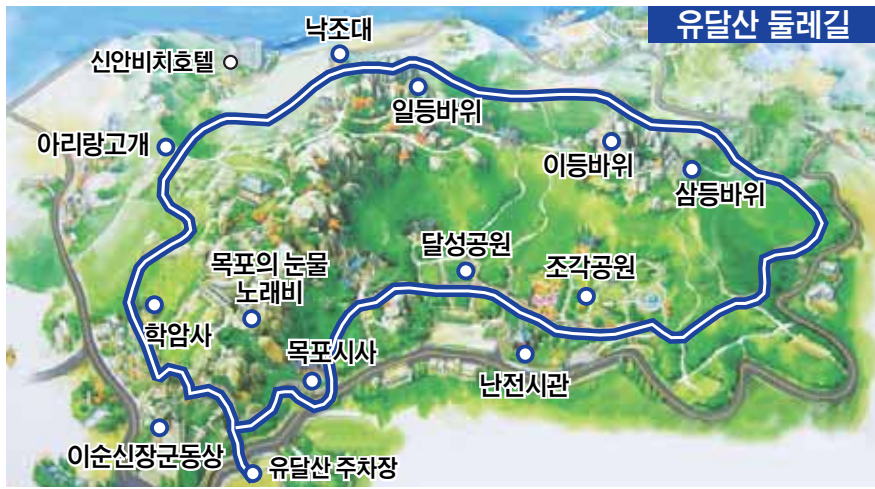 유달산 둘레길
낙조대
신안비치호텔
일등바위
아리랑고개
이등바위
삼등바위
달성공원
목포의 눈물
노래비
조각공원
학암사
목포시사
난전시관
이순신장군동상
유달산 주차장